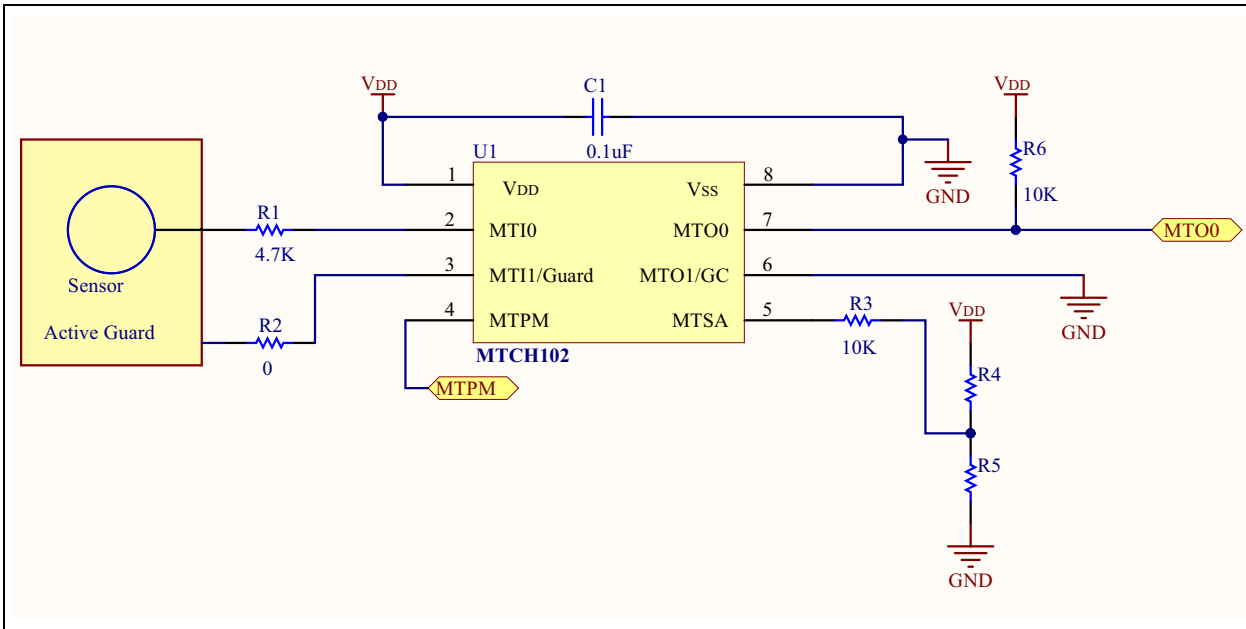 VDD
C1
0.1uF
VDD
R6
10K
GND
U1
1
VDD
VSS
8
2
MTI0
MTO0
7
MTO0
3
MTI1/Guard
MTO1/GC
6
GND
4
MTPM
MTSA
5
MTCH102
R1
4.7K
Sensor
Active Guard
R2
0
MTPM
R3
10K
VDD
R4
R5
GND